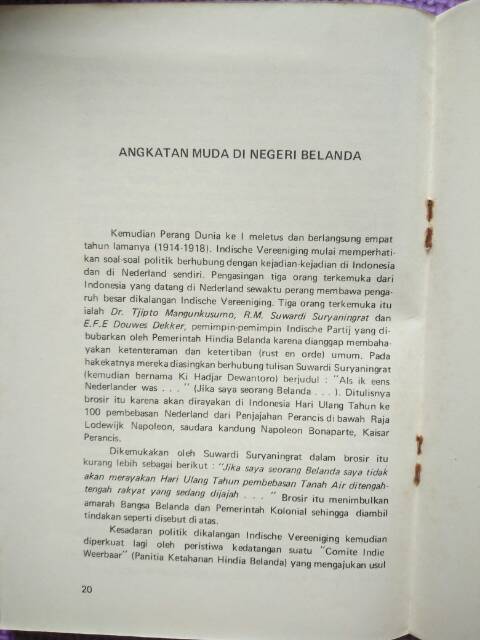 ANGKATAN MUDA DI NEGERI BELANDA
Kemudian Perang Dunia ke I meletus dan berlangsung empat
tahun lamanya (1914-1918). Indische Vereeniging mulai memperhati-
kan soal-soal politik berhubung dengan kejadian-kejadian di Indonesia
dan di Nederland sendiri. Pengasingan tiga orang terkemuka dari
Indonesia yang datang di Nederland sewaktu perang membawa penga-
ruh besar dikalangan Indische Vereeniging. Tiga orang terkemuka itu
ialah Dr. Tjipto Mangunkusumo, R.M. Suwardi Suryaningrat dan
E.F.E Douwes Dekker, pemimpin-pemimpin Indische Partij yang di-
bubarkan oleh Pemerintah Hindia Belanda karena dianggap membaha-
yakan ketenteraman dan ketertiban (rust en orde) umum. Pada
hakekatnya mereka diasingkan berhubung tulisan Suwardi Suryaningrat
(kemudian bernama Ki Hadjar Dewantoro) berjudul : "Als ik eens
Nederlander was . . . " (Jika saya seorang Belanda . . . ). Ditulisnya
brosir itu karena akan dirayakan di Indonesia Hari Ulang Tahun ke
100 pembebasan Nederland dari Penjajahan Perancis di bawah Raja
Lodewijk Napoleon, saudara kandung Napoleon Bonaparte, Kaisar
Perancis.
Dikemukakan oleh Suwardi Suryaningrat dalam brosir itu
kurang lebih sebagai berikut : "Jika saya seorang Belanda saya tidak
akan merayakan Hari Ulang Tahun pembebasan Tanah Air ditengah-
tengah rakyat yang sedang dijajah . . . " Brosir itu menimbulkan
amarah Bangsa Belanda dan Pemerintah Kolonial sehingga diambil
tindakan seperti disebut di atas.
Kesadaran politik dikalangan Indische Vereeniging kemudian
diperkuat lagi oleh peristiwa kedatangan suatu "Comite Indie
Weerbaar" (Panitia Ketahanan Hindia Belanda) yang mengajukan usul
20